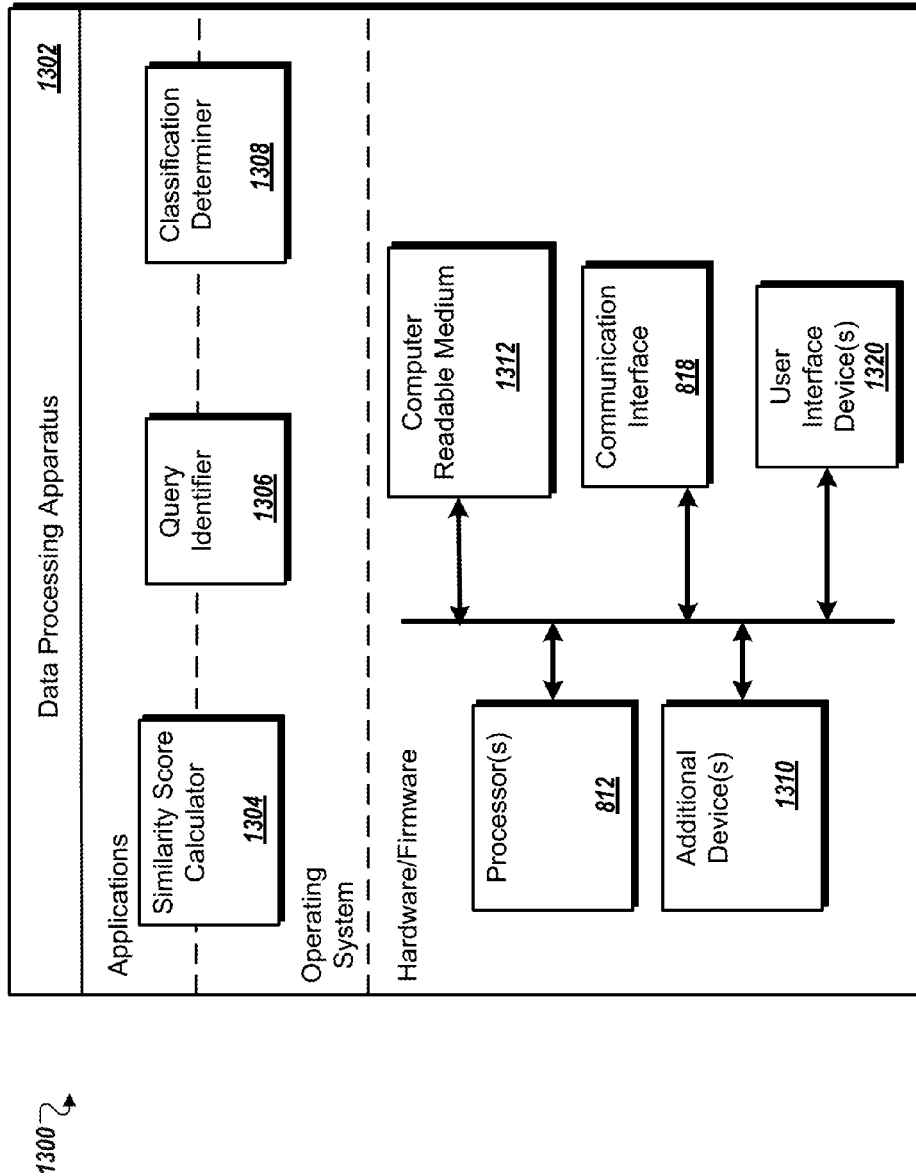 1300
Data Processing Apparatus
1302
Applications
Similarity Score
Calculator
1304
Query
Identifier
1306
Classification
Determiner
1308
Operating
System
Hardware/Firmware
Processor(s)
812
Additional
Device(s)
1310
Computer
Readable Medium
1312
Communication
Interface
818
User
Interface
Device(s)
1320